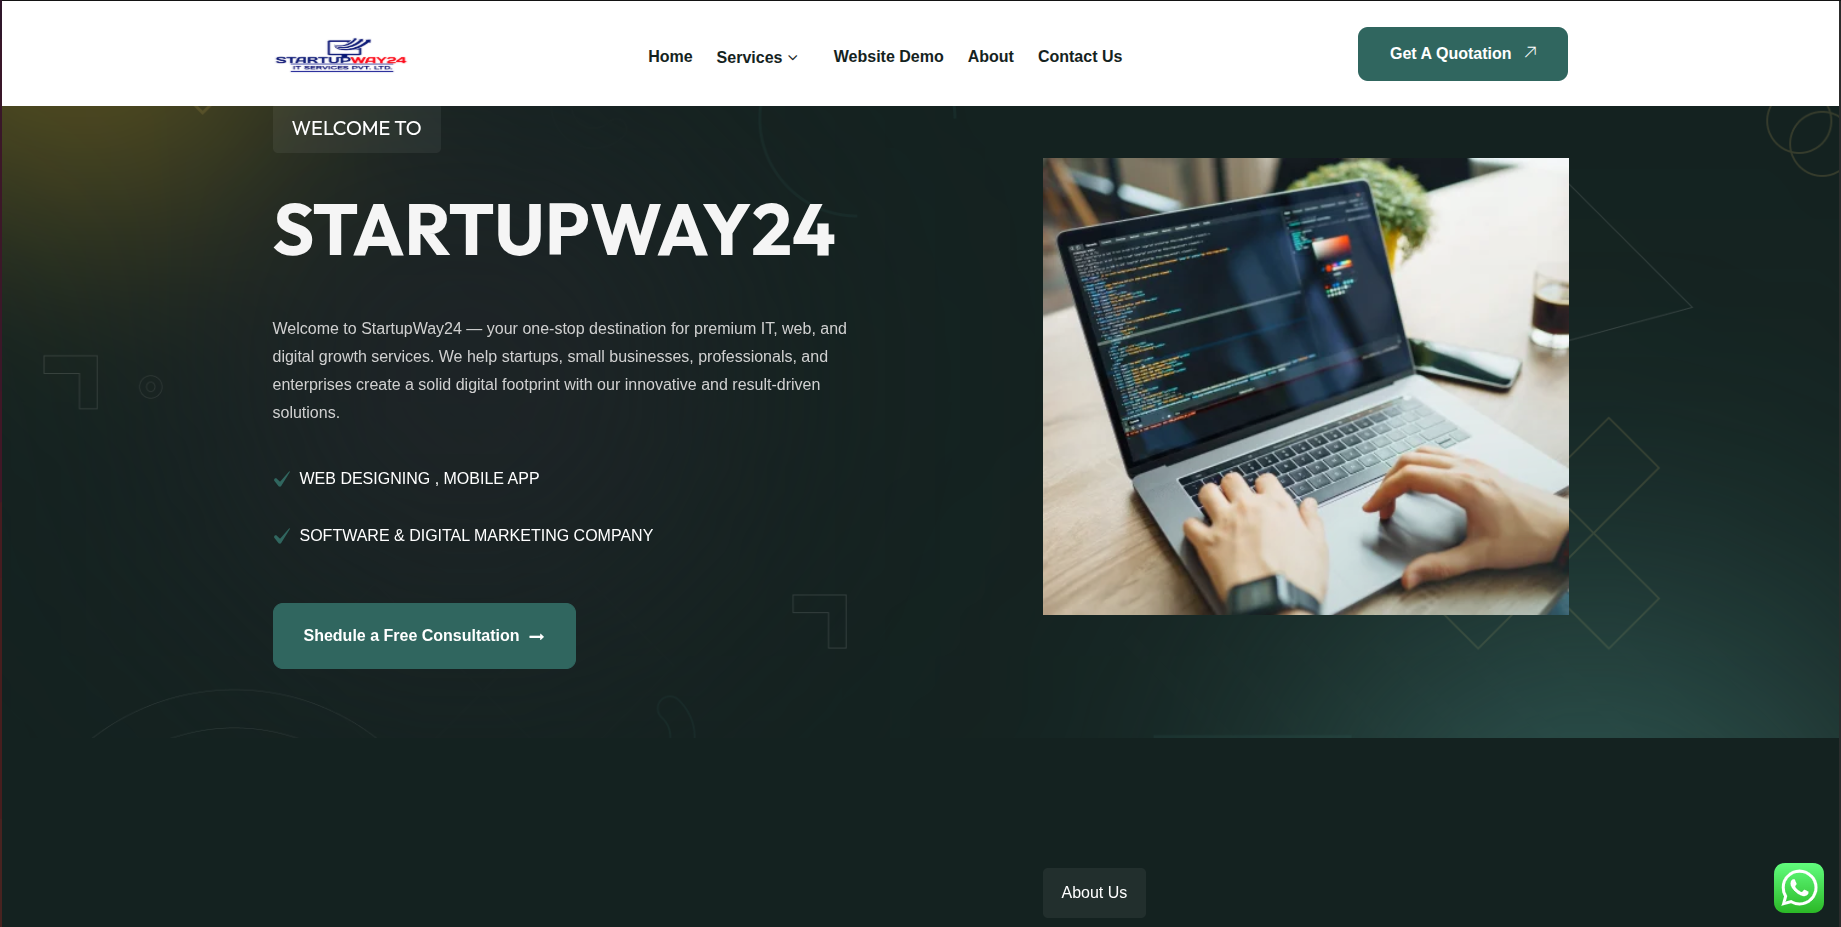 STARTUPWAY24
IT SERVICES PVT. LTD.
Home
Services
Website Demo
About
Contact Us
Get A Quotation
WELCOME TO
STARTUPWAY24
Welcome to StartupWay24 — your one-stop destination for premium IT, web, and
digital growth services. We help startups, small businesses, professionals, and
enterprises create a solid digital footprint with our innovative and result-driven
solutions.
WEB DESIGNING , MOBILE APP
SOFTWARE & DIGITAL MARKETING COMPANY
Shedule a Free Consultation
About Us